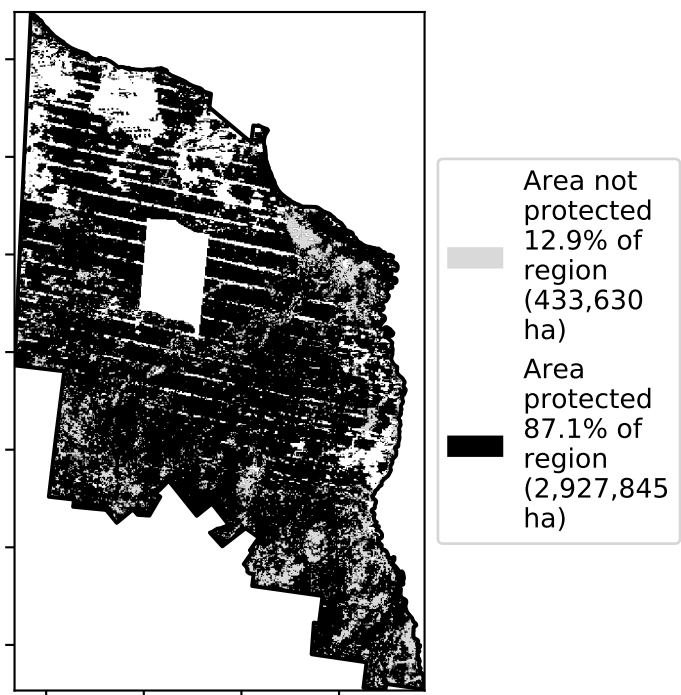 Area not
protected
12.9% of
region
(433,630
ha)
Area
protected
87.1% of
region
(2,927,845
ha)